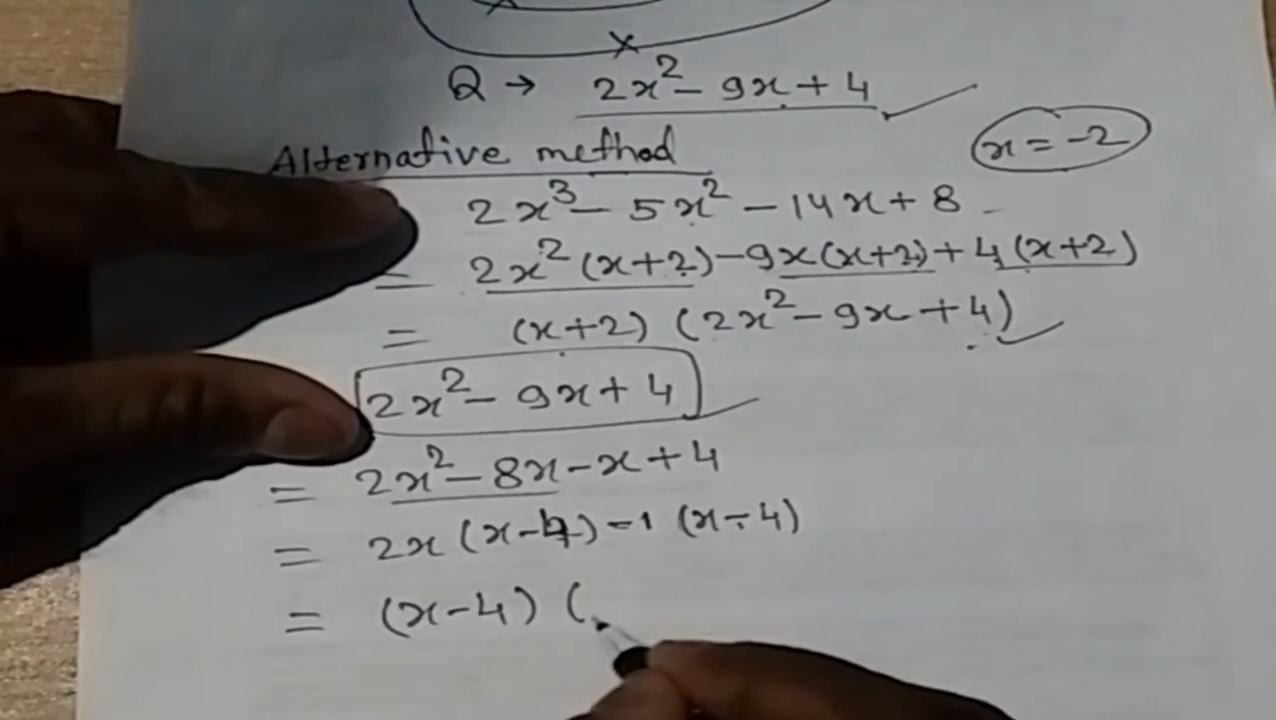 Q → 2x² - 9x + 4 ✓
Alternative method
x = -2
2x³ - 5x² - 14x + 8
= 2x² (x+2) - 9x(x+2) + 4(x+2)
= (x+2) (2x² - 9x + 4) ✓
2x² - 9x + 4
= 2x² - 8x - x + 4
= 2x (x-4) - 1 (x-4)
= (x-4) (